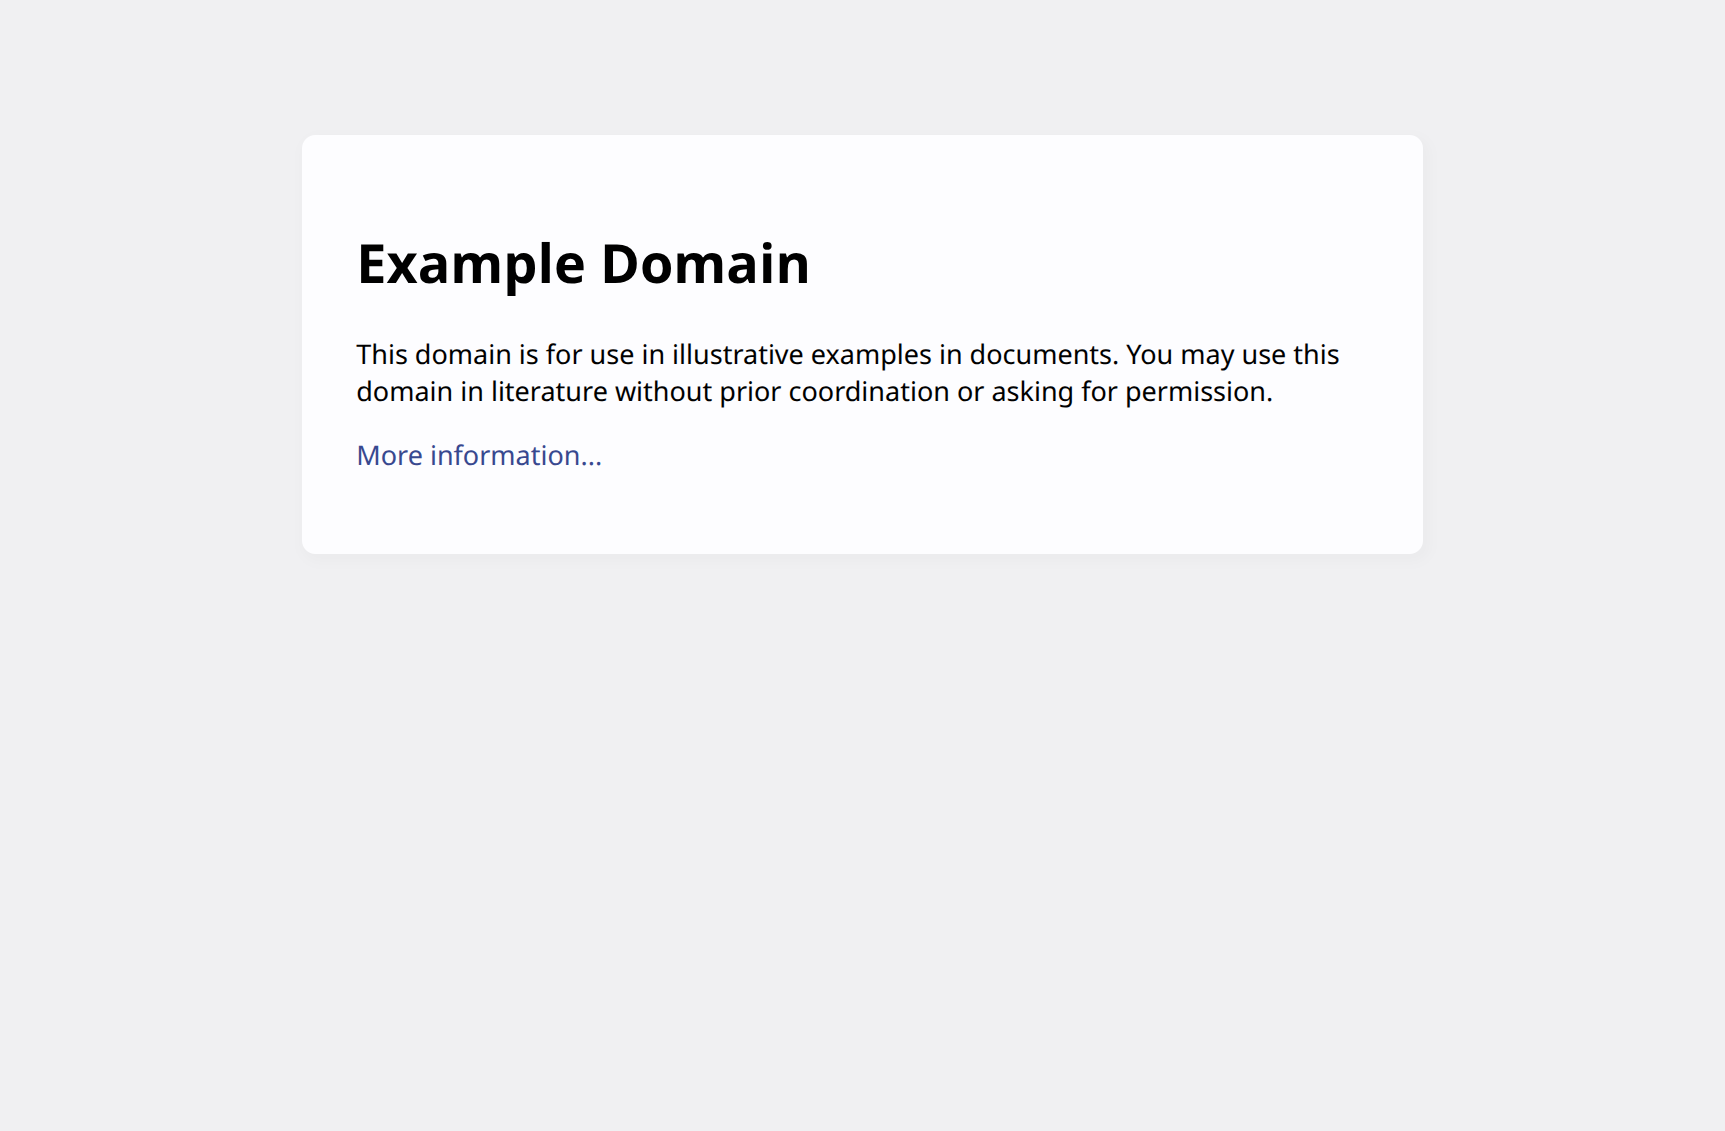 Example Domain
This domain is for use in illustrative examples in documents. You may use this
domain in literature without prior coordination or asking for permission.
More information...